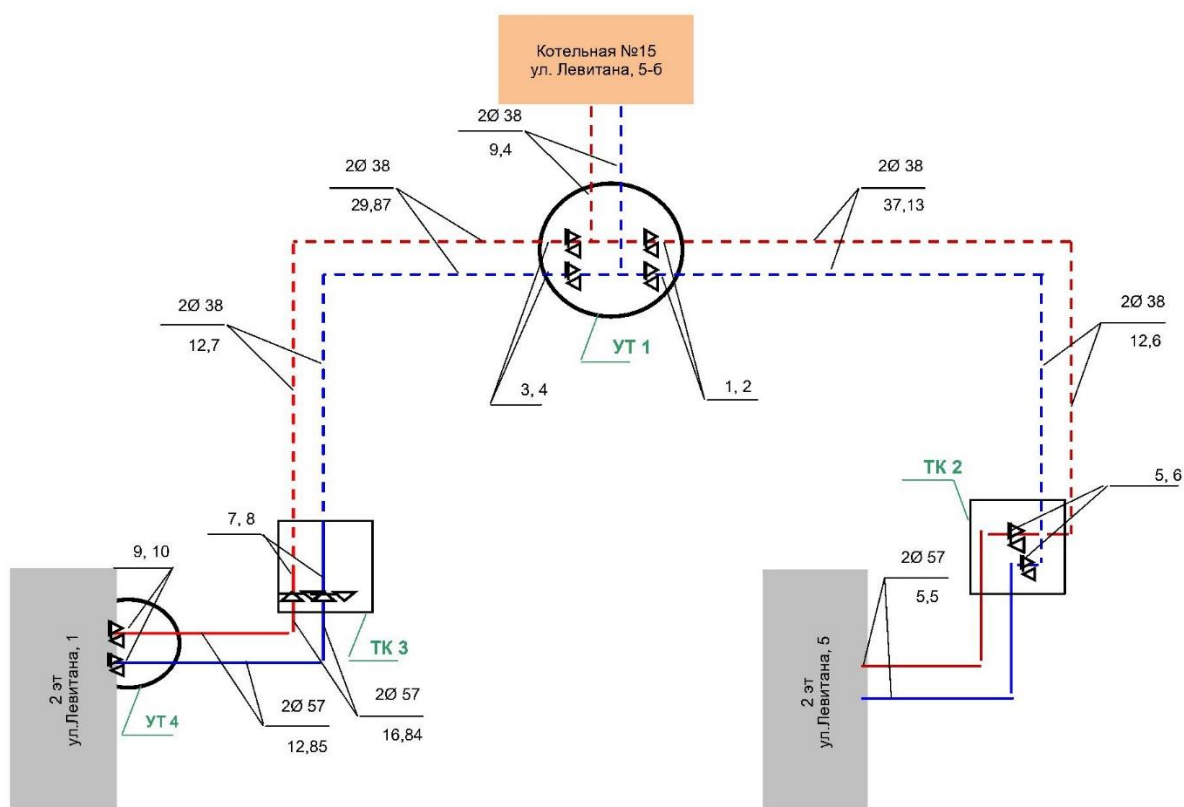 Котельная №15
ул. Левитана, 5-б
2Ø 38
9,4
2Ø 38
29,87
2Ø 38
37,13
2Ø 38
12,7
2Ø 38
12,6
УТ 1
3, 4
1, 2
ТК 2
5, 6
7, 8
9, 10
2Ø 57
5,5
ТК 3
УТ 4
2Ø 57
12,85
2Ø 57
16,84
2 эт
ул.Левитана, 1
2 эт
ул.Левитана, 5